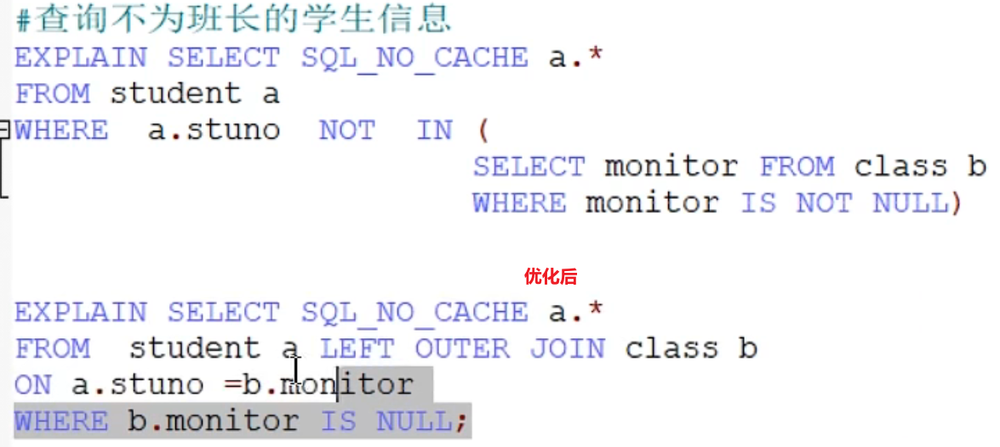 #查询不为班长的学生信息
EXPLAIN SELECT SQL_NO_CACHE a.*
FROM student a
WHERE a.stuno NOT IN (
SELECT monitor FROM class b
WHERE monitor IS NOT NULL)
优化后
EXPLAIN SELECT SQL_NO_CACHE a.*
FROM student a LEFT OUTER JOIN class b
ON a.stuno =b.monitor
WHERE b.monitor IS NULL;